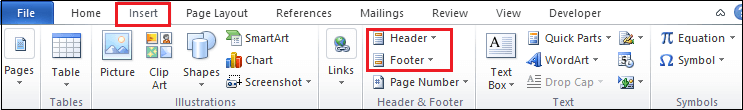 File Home Insert Page Layout References Mailings Review View Developer
Pages
Table
Tables
Picture
Clip Art
Shapes
SmartArt
Chart
Screenshot
Illustrations
Links
Header
Footer
Page Number
Header & Footer
Text Box
Quick Parts
WordArt
Drop Cap
Text
π Equation
Ω Symbol
Symbols